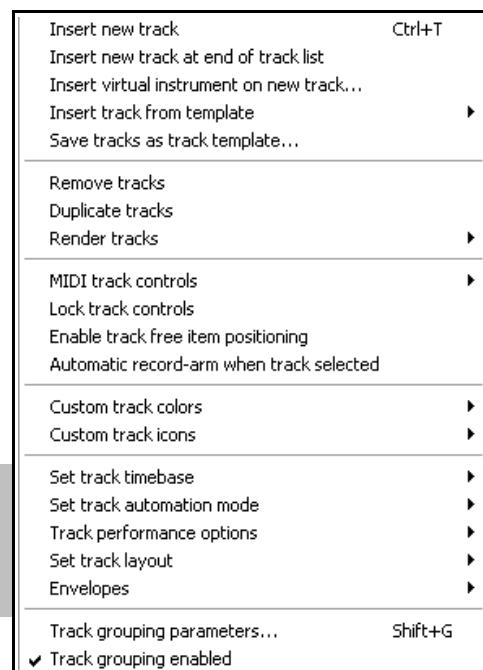 Insert new track Ctrl+T
Insert new track at end of track list
Insert virtual instrument on new track...
Insert track from template
Save tracks as track template...
Remove tracks
Duplicate tracks
Render tracks
MIDI track controls
Lock track controls
Enable track free item positioning
Automatic record-arm when track selected
Custom track colors
Custom track icons
Set track timebase
Set track automation mode
Track performance options
Set track layout
Envelopes
Track grouping parameters... Shift+G
Track grouping enabled